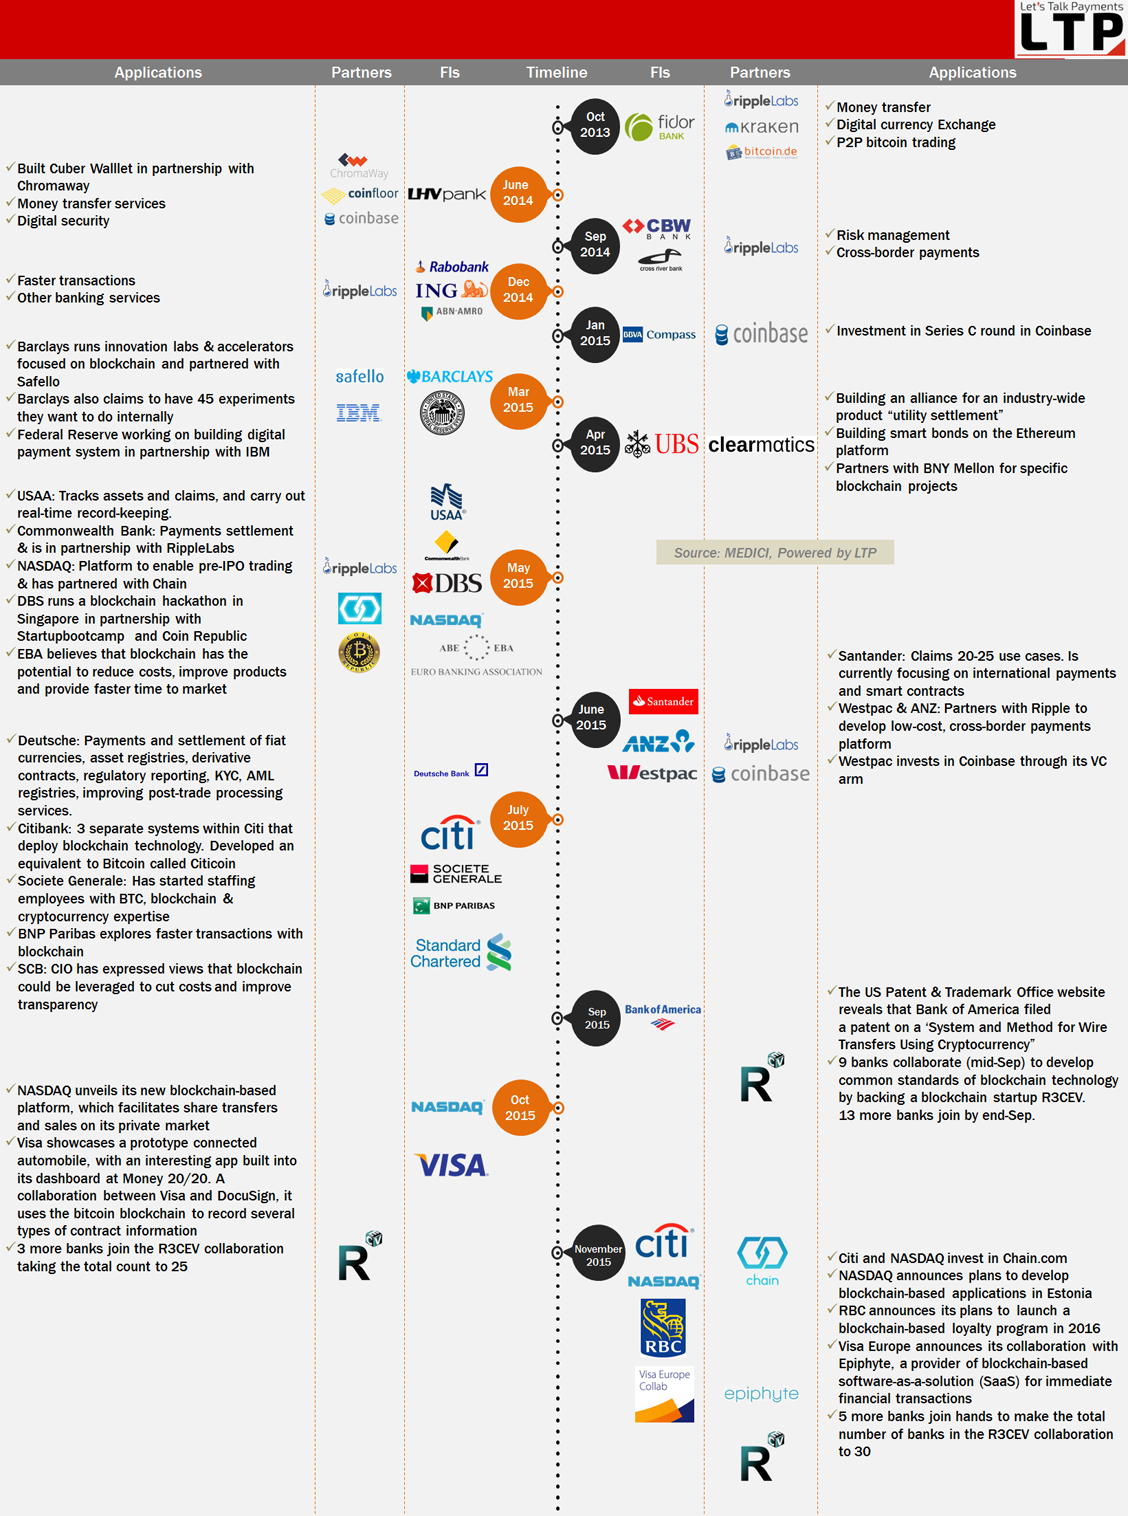 Let's Talk Payments
LTP
Applications Partners FIs Timeline FIs Partners Applications
Oct
2013
fidor
BANK
rippleLabs
kraken
bitcoin.de
Money transfer
Digital currency Exchange
P2P bitcoin trading
Built Cuber Walllet in partnership with
Chromaway
Money transfer services
Digital security
ChromaWay
coinfloor
coinbase
LHVpank
June
2014
Sep
2014
CBW
BANK
cross river bank
rippleLabs
Risk management
Cross-border payments
Faster transactions
Other banking services
rippleLabs
Rabobank
ING
ABN·AMRO
Dec
2014
Jan
2015
BBVA Compass
coinbase
Investment in Series C round in Coinbase
Barclays runs innovation labs & accelerators
focused on blockchain and partnered with
Safello
Barclays also claims to have 45 experiments
they want to do internally
Federal Reserve working on building digital
payment system in partnership with IBM
safello
IBM
BARCLAYS
Mar
2015
Apr
2015
UBS
clearmatics
Building an alliance for an industry-wide
product “utility settlement”
Building smart bonds on the Ethereum
platform
Partners with BNY Mellon for specific
blockchain projects
USAA: Tracks assets and claims, and carry out
real-time record-keeping.
Commonwealth Bank: Payments settlement
& is in partnership with RippleLabs
NASDAQ: Platform to enable pre-IPO trading
& has partnered with Chain
DBS runs a blockchain hackathon in
Singapore in partnership with
Startupbootcamp and Coin Republic
EBA believes that blockchain has the
potential to reduce costs, improve products
and provide faster time to market
rippleLabs
COIN
REPUBLIC
USAA
CommonwealthBank
DBS
NASDAQ
ABE EBA
EURO BANKING ASSOCIATION
May
2015
Source: MEDICI, Powered by LTP
June
2015
Santander
ANZ
Westpac
rippleLabs
coinbase
Santander: Claims 20-25 use cases. Is
currently focusing on international payments
and smart contracts
Westpac & ANZ: Partners with Ripple to
develop low-cost, cross-border payments
platform
Westpac invests in Coinbase through its VC
arm
Deutsche: Payments and settlement of fiat
currencies, asset registries, derivative
contracts, regulatory reporting, KYC, AML
registries, improving post-trade processing
services.
Citibank: 3 separate systems within Citi that
deploy blockchain technology. Developed an
equivalent to Bitcoin called Citicoin
Societe Generale: Has started staffing
employees with BTC, blockchain &
cryptocurrency expertise
BNP Paribas explores faster transactions with
blockchain
SCB: CIO has expressed views that blockchain
could be leveraged to cut costs and improve
transparency
Deutsche Bank
citi
SOCIETE
GENERALE
BNP PARIBAS
Standard
Chartered
July
2015
Sep
2015
Bank of America
R CEV
The US Patent & Trademark Office website
reveals that Bank of America filed
a patent on a ‘System and Method for Wire
Transfers Using Cryptocurrency”
9 banks collaborate (mid-Sep) to develop
common standards of blockchain technology
by backing a blockchain startup R3CEV.
13 more banks join by end-Sep.
NASDAQ unveils its new blockchain-based
platform, which facilitates share transfers
and sales on its private market
Visa showcases a prototype connected
automobile, with an interesting app built into
its dashboard at Money 20/20. A
collaboration between Visa and DocuSign, it
uses the bitcoin blockchain to record several
types of contract information
3 more banks join the R3CEV collaboration
taking the total count to 25
R CEV
NASDAQ
VISA
Oct
2015
November
2015
citi
NASDAQ
RBC
Visa Europe
Collab
chain
epiphyte
R CEV
Citi and NASDAQ invest in Chain.com
NASDAQ announces plans to develop
blockchain-based applications in Estonia
RBC announces its plans to launch a
blockchain-based loyalty program in 2016
Visa Europe announces its collaboration with
Epiphyte, a provider of blockchain-based
software-as-a-solution (SaaS) for immediate
financial transactions
5 more banks join hands to make the total
number of banks in the R3CEV collaboration
to 30